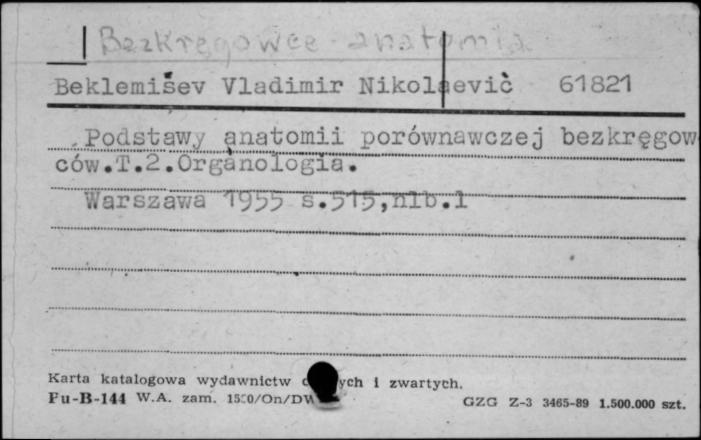 Bezkręgowce - anatomia
Beklemišev Vladimir Nikolaevič 61821
Podstawy anatomii porównawczej bezkręgow
ców.T.2.Organologia.
Warszawa 1955 s.515,nlb.1
Karta katalogowa wydawnictw ych i zwartych.
Pu-B-144 W.A. zam. GZG Z-3 3465-89 1.500.000 szt.